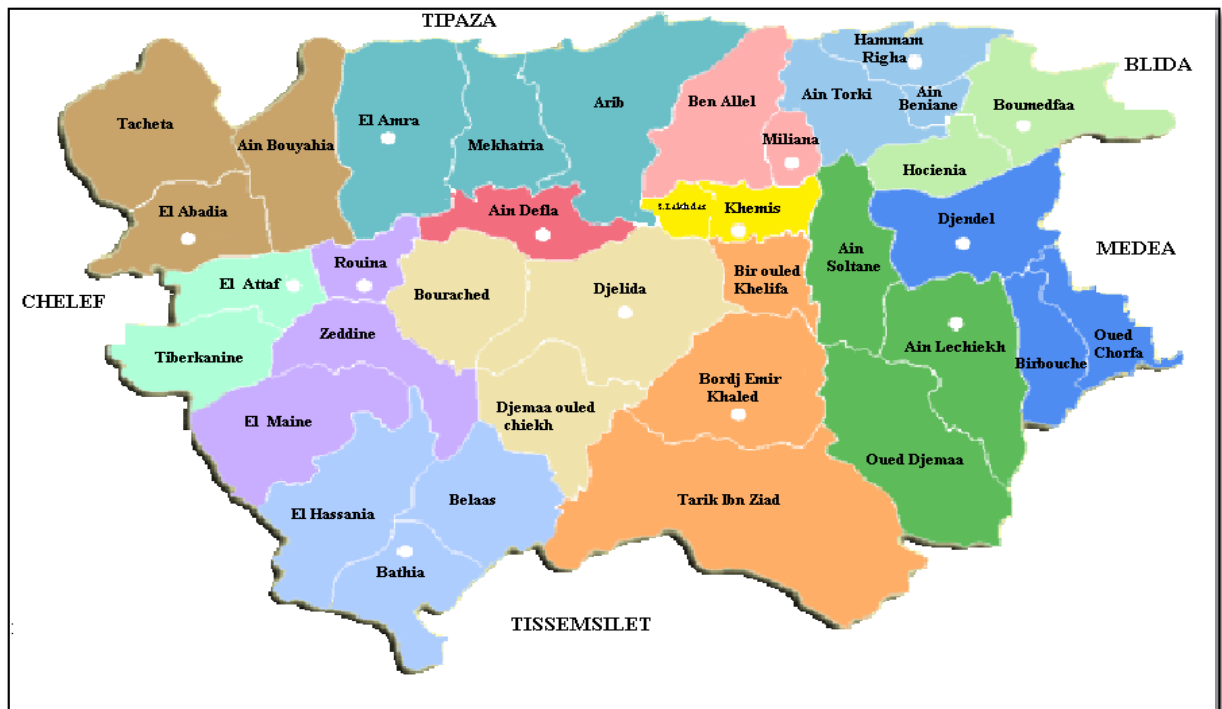 TIPAZA
Hammam
Righa
BLIDA
Ain Torki
Ain
Beniane
Boumedfaa
Ben Allel
Arib
El Amra
Tacheta
Ain Bouyahia
Mekhatria
Miliana
Hocienia
El Abadia
Ain Defla
S.Lakhdar
Khemis
Djendel
MEDEA
Ain
Soltane
Rouina
El Attaf
CHELEF
Bourached
Djelida
Bir ouled
Khelifa
Zeddine
Tiberkanine
Ain Lechiekh
Birbouche
Oued
Chorfa
Bordj Emir
Khaled
Djemaa ouled
chiekh
El Maine
Oued Djemaa
Belaas
Tarik Ibn Ziad
El Hassania
Bathia
TISSEMSILET
: